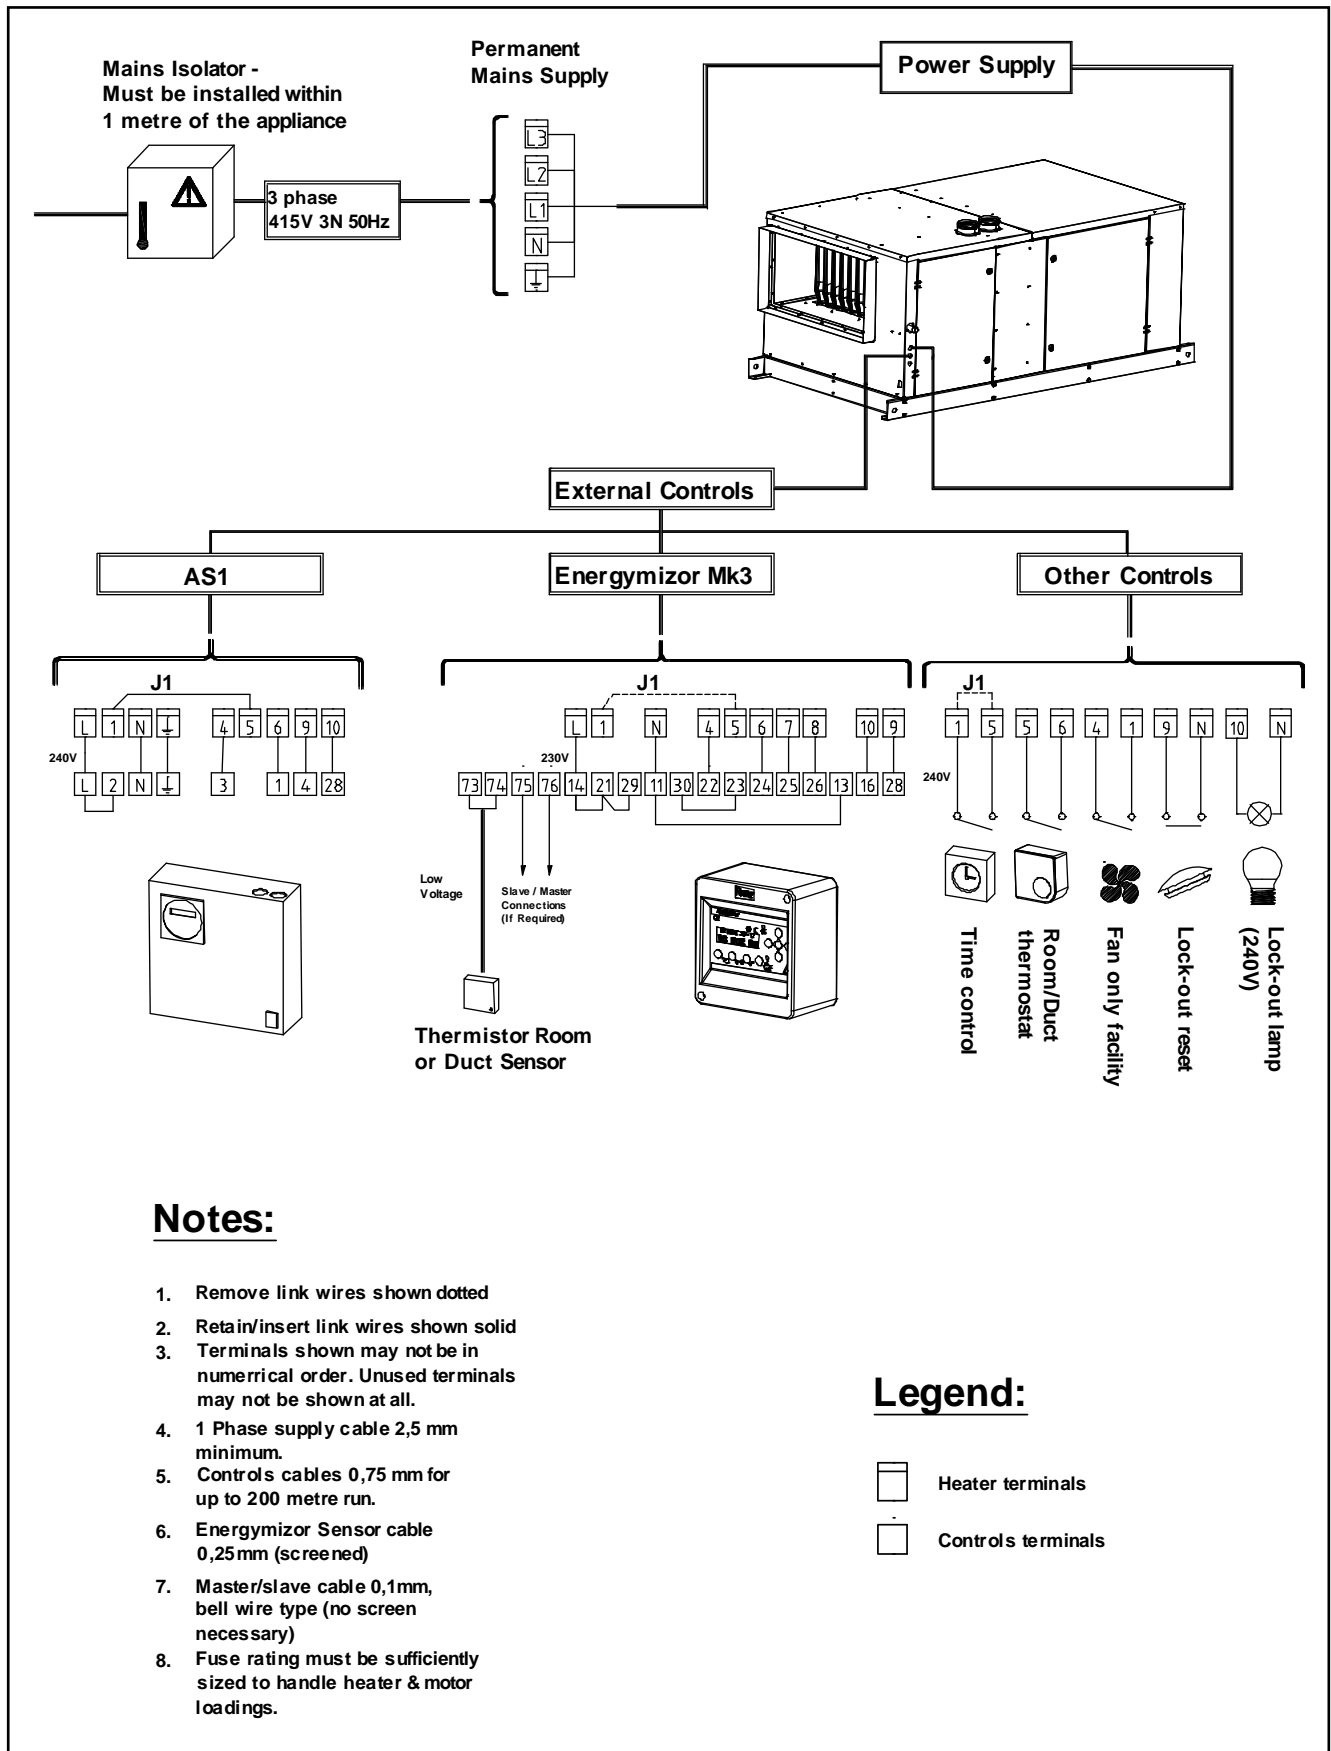 Mains Isolator -
Must be installed within
1 metre of the appliance
Permanent
Mains Supply
Power Supply
3 phase
415V 3N 50Hz
L3
L2
L1
N
External Controls
AS1
Energymizor Mk3
Other Controls
J1
L 1 N 4 5 6 9 10
240V
L 2 N 3 1 4 28
J1
L 1 N 4 5 6 7 8 10 9
230V
73 74 75 76 14 21 29 11 30 22 23 24 25 26 13 16 28
Low
Voltage
Slave / Master
Connections
(If Required)
Thermistor Room
or Duct Sensor
J1
1 5 5 6 4 1 9 N 10 N
240V
Time control
Room/Duct
thermostat
Fan only facility
Lock-out reset
Lock-out lamp
(240V)
Notes:
1. Remove link wires shown dotted
2. Retain/insert link wires shown solid
3. Terminals shown may not be in
numerrical order. Unused terminals
may not be shown at all.
4. 1 Phase supply cable 2,5 mm
minimum.
5. Controls cables 0,75 mm for
up to 200 metre run.
6. Energymizor Sensor cable
0,25mm (screened)
7. Master/slave cable 0,1mm,
bell wire type (no screen
necessary)
8. Fuse rating must be sufficiently
sized to handle heater & motor
loadings.
Legend:
Heater terminals
Controls terminals